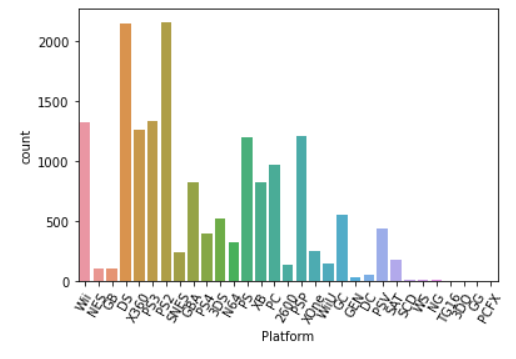 2000
1500
1000
500
0
count
Wii NES GB DS X360 PS3 PS2 SNES GBA PS4 3DS N64 PS XB PC 2600 PSP XOne WiiU GC GEN DC PSV SAT SCD WS NG TG16 3DO GG PCFX
Platform